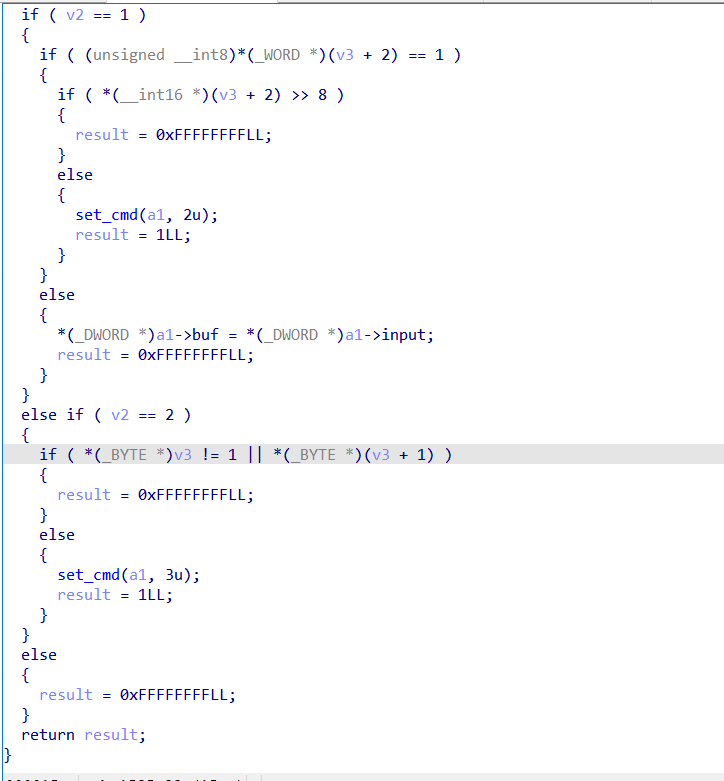 if ( v2 == 1 )
{
if ( (unsigned __int8)*(_WORD *)(v3 + 2) == 1 )
{
if ( *(__int16 *)(v3 + 2) >> 8 )
{
result = 0xFFFFFFFFLL;
}
else
{
set_cmd(a1, 2u);
result = 1LL;
}
}
else
{
*(_DWORD *)a1->buf = *(_DWORD *)a1->input;
result = 0xFFFFFFFFLL;
}
}
else if ( v2 == 2 )
{
if ( *(_BYTE *)v3 != 1 || *(_BYTE *)(v3 + 1) )
{
result = 0xFFFFFFFFLL;
}
else
{
set_cmd(a1, 3u);
result = 1LL;
}
}
else
{
result = 0xFFFFFFFFLL;
}
return result;
}